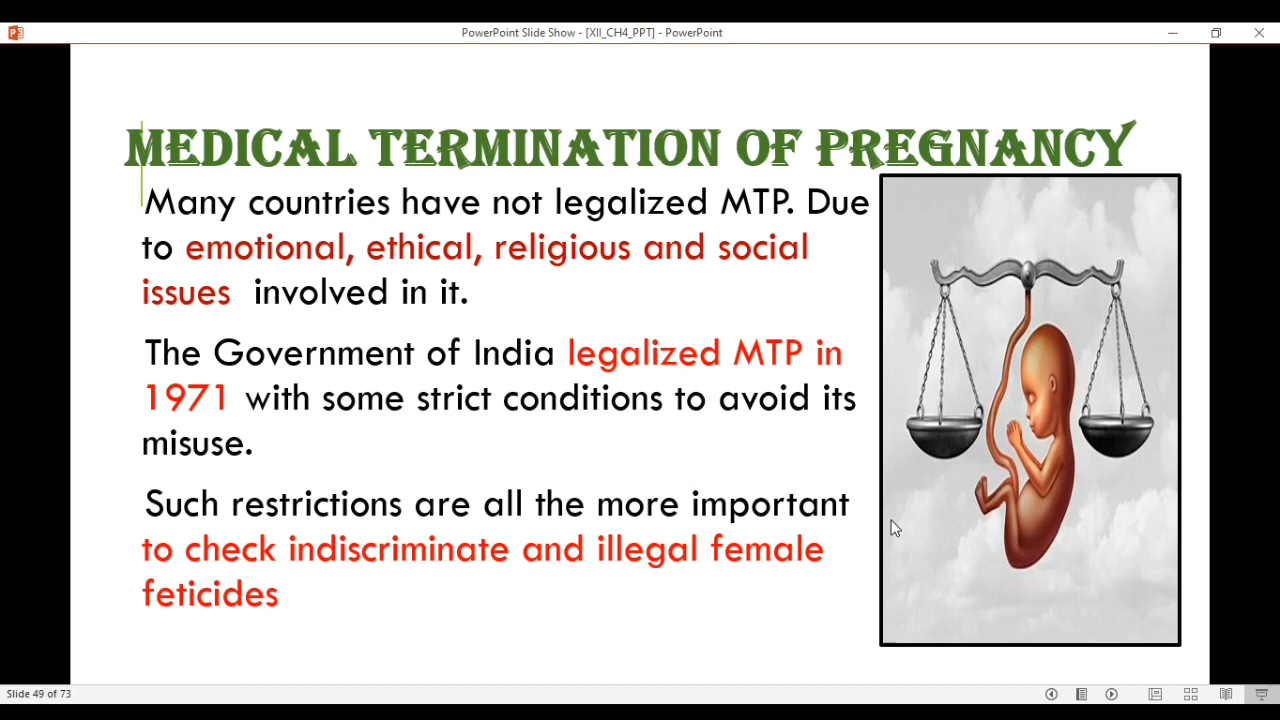 PowerPoint Slide Show - [XII_CH4_PPT] - PowerPoint
MEDICAL TERMINATION OF PREGNANCY
Many countries have not legalized MTP. Due
to emotional, ethical, religious and social
issues involved in it.
The Government of India legalized MTP in
1971 with some strict conditions to avoid its
misuse.
Such restrictions are all the more important
to check indiscriminate and illegal female
feticides
Slide 49 of 73